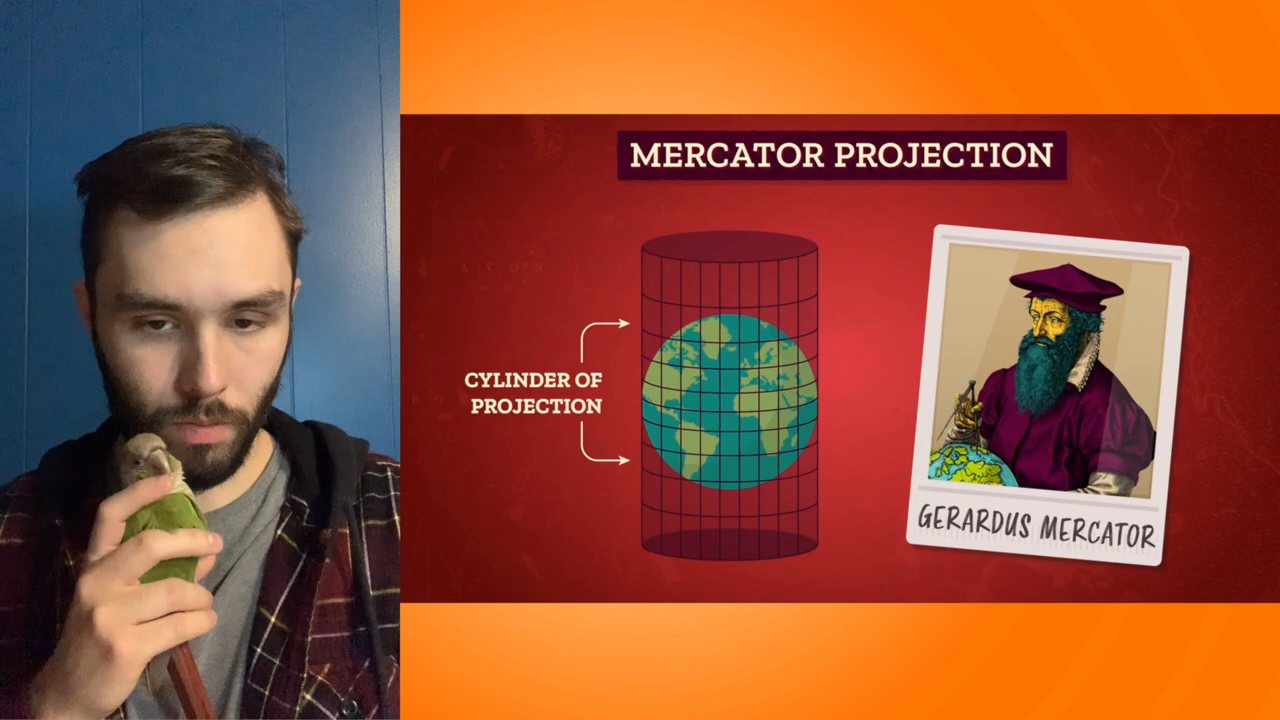 MERCATOR PROJECTION
CYLINDER OF
PROJECTION
GERARDUS MERCATOR